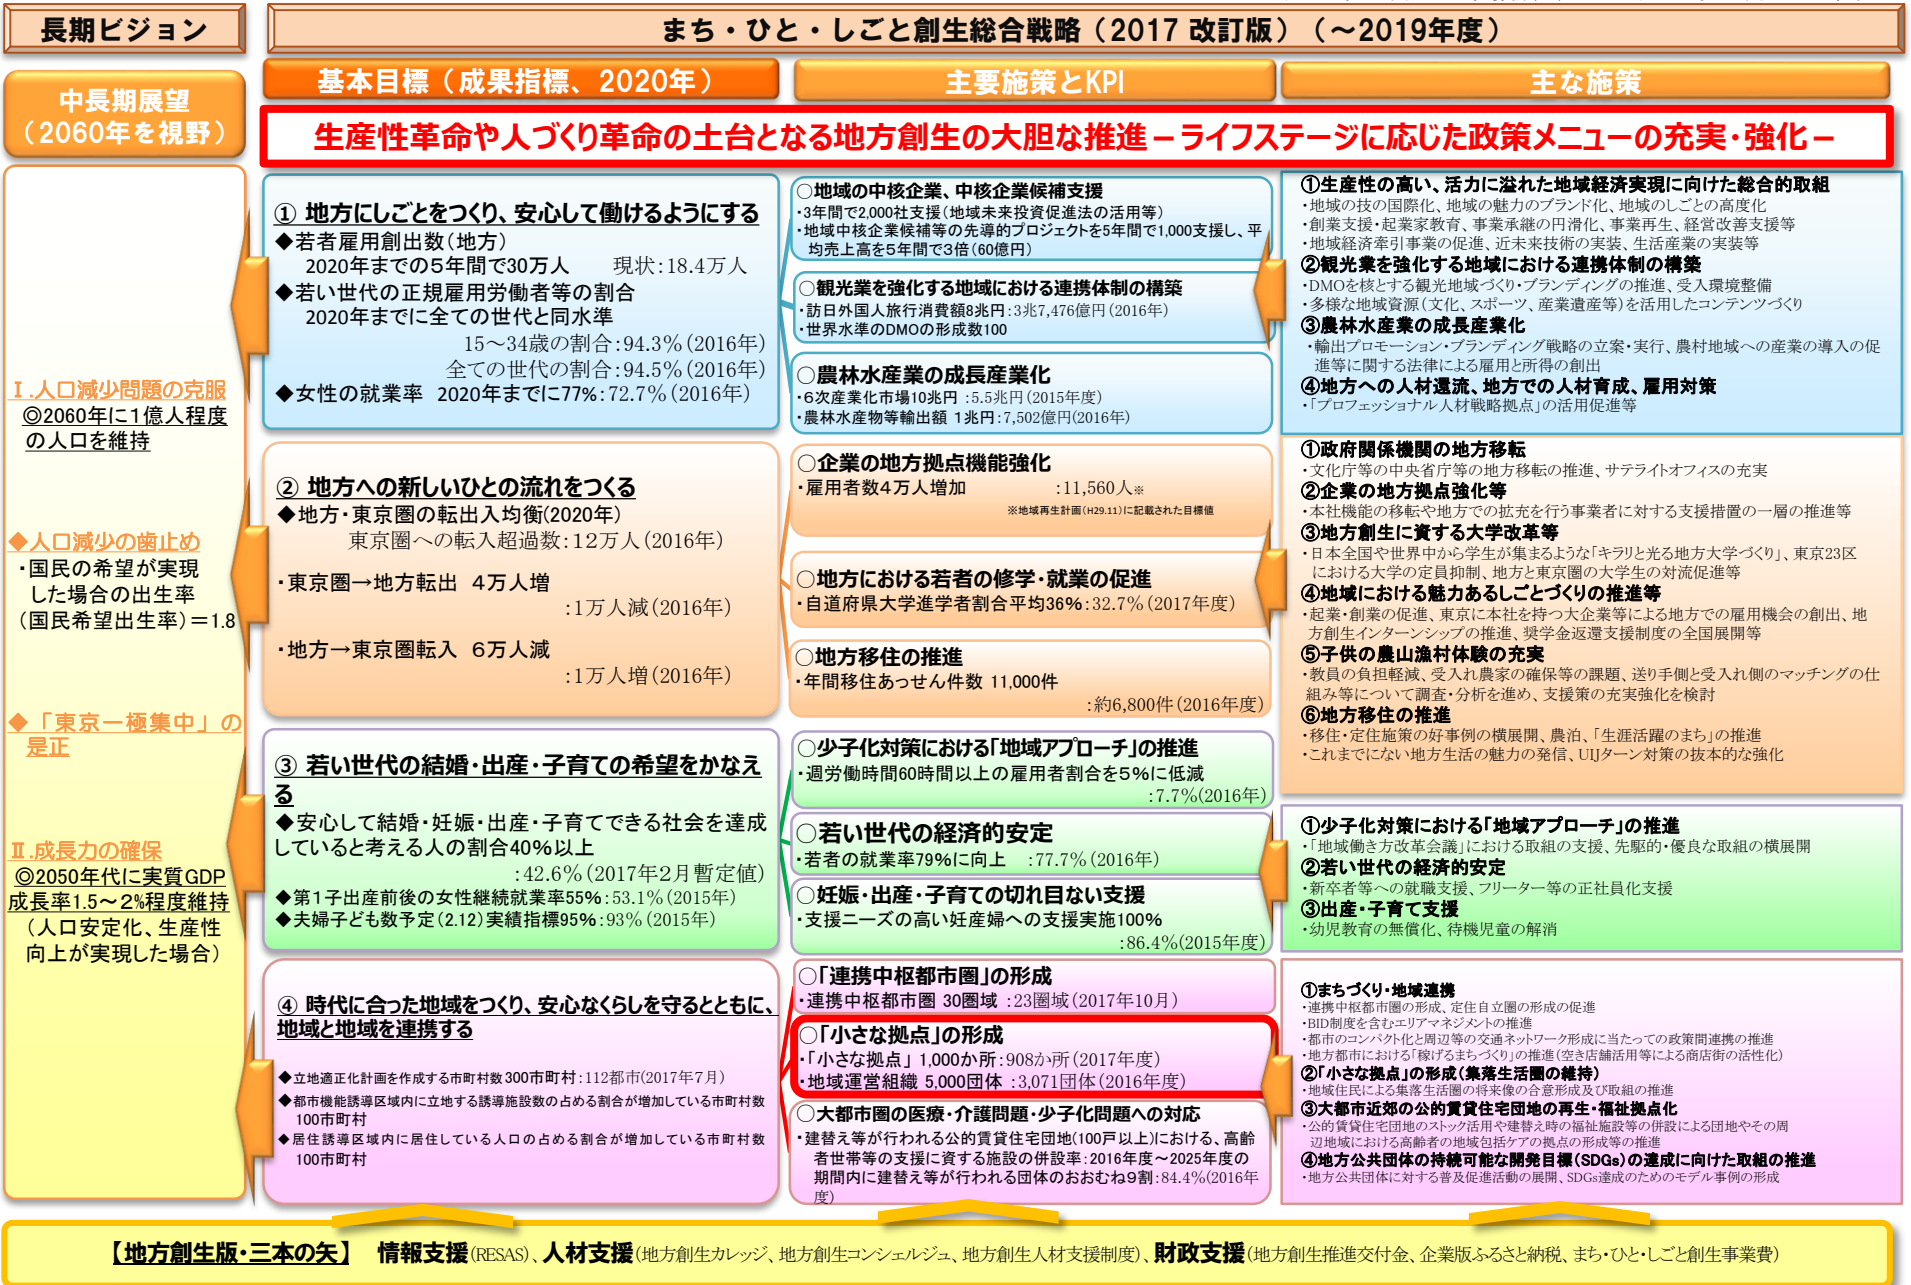 長期ビジョン
まち・ひと・しごと創生総合戦略（2017 改訂版）（～2019年度）
中長期展望
（2060年を視野）
基本目標（成果指標、2020年）
主要施策とKPI
主な施策
生産性革命や人づくり革命の土台となる地方創生の大胆な推進－ライフステージに応じた政策メニューの充実・強化－
Ⅰ.人口減少問題の克服
◎2060年に1億人程度
の人口を維持
◆人口減少の歯止め
・国民の希望が実現
した場合の出生率
（国民希望出生率）＝1.8
◆「東京一極集中」の
是正
Ⅱ.成長力の確保
◎2050年代に実質GDP
成長率1.5～2%程度維持
（人口安定化、生産性
向上が実現した場合）
① 地方にしごとをつくり、安心して働けるようにする
◆若者雇用創出数（地方）
2020年までの５年間で30万人　現状：18.4万人
◆若い世代の正規雇用労働者等の割合
2020年までに全ての世代と同水準
15～34歳の割合：94.3％（2016年）
全ての世代の割合：94.5％（2016年）
◆女性の就業率 2020年までに77％：72.7％（2016年）
○地域の中核企業、中核企業候補支援
・3年間で2,000社支援（地域未来投資促進法の活用等）
・地域中核企業候補等の先導的プロジェクトを5年間で1,000支援し、平
均売上高を５年間で３倍（60億円）
○観光業を強化する地域における連携体制の構築
・訪日外国人旅行消費額8兆円：3兆7,476億円（2016年）
・世界水準のDMOの形成数100
○農林水産業の成長産業化
・６次産業化市場10兆円：5.5兆円（2015年度）
・農林水産物等輸出額 1兆円：7,502億円（2016年）
①生産性の高い、活力に溢れた地域経済実現に向けた総合的取組
・地域の技の国際化、地域の魅力のブランド化、地域のしごとの高度化
・創業支援・起業家教育、事業承継の円滑化、事業再生、経営改善支援等
・地域経済牽引事業の促進、近未来技術の実装、生活産業の実装等
②観光業を強化する地域における連携体制の構築
・DMOを核とする観光地域づくり・ブランディングの推進、受入環境整備
・多様な地域資源（文化、スポーツ、産業遺産等）を活用したコンテンツづくり
③農林水産業の成長産業化
・輸出プロモーション・ブランディング戦略の立案・実行、農村地域への産業の導入の促
進等に関する法律による雇用と所得の創出
④地方への人材還流、地方での人材育成、雇用対策
・「プロフェッショナル人材戦略拠点」の活用促進等
② 地方への新しいひとの流れをつくる
◆地方・東京圏の転出入均衡(2020年)
東京圏への転入超過数：12万人（2016年）
・東京圏→地方転出 ４万人増
：1万人減（2016年）
・地方→東京圏転入 ６万人減
：1万人増（2016年）
○企業の地方拠点機能強化
・雇用者数４万人増加　：11,560人※
※地域再生計画（H29.11）に記載された目標値
○地方における若者の修学・就業の促進
・自道府県大学進学者割合平均36％：32.7％（2017年度）
○地方移住の推進
・年間移住あっせん件数 11,000件
：約6,800件（2016年度）
①政府関係機関の地方移転
・文化庁等の中央省庁等の地方移転の推進、サテライトオフィスの充実
②企業の地方拠点強化等
・本社機能の移転や地方での拡充を行う事業者に対する支援措置の一層の推進等
③地方創生に資する大学改革等
・日本全国や世界中から学生が集まるような「キラリと光る地方大学づくり」、東京23区
における大学の定員抑制、地方と東京圏の大学生の対流促進等
④地域における魅力あるしごとづくりの推進等
・起業・創業の促進、東京に本社を持つ大企業等による地方での雇用機会の創出、地
方創生インターンシップの推進、奨学金返還支援制度の全国展開等
⑤子供の農山漁村体験の充実
・教員の負担軽減、受入れ農家の確保等の課題、送り手側と受入れ側のマッチングの仕
組み等について調査・分析を進め、支援策の充実強化を検討
⑥地方移住の推進
・移住・定住施策の好事例の横展開、農泊、「生涯活躍のまち」の推進
・これまでにない地方生活の魅力の発信、UIJターン対策の抜本的な強化
③ 若い世代の結婚・出産・子育ての希望をかなえ
る
◆安心して結婚・妊娠・出産・子育てできる社会を達成
していると考える人の割合40％以上
：42.6％（2017年2月暫定値）
◆第１子出産前後の女性継続就業率55％：53.1％（2015年）
◆夫婦子ども数予定（2.12）実績指標95％：93％（2015年）
○少子化対策における「地域アプローチ」の推進
・週労働時間60時間以上の雇用者割合を５％に低減
：7.7％（2016年）
○若い世代の経済的安定
・若者の就業率79％に向上　：77.7％（2016年）
○妊娠・出産・子育ての切れ目ない支援
・支援ニーズの高い妊産婦への支援実施100％
：86.4％（2015年度）
①少子化対策における「地域アプローチ」の推進
・「地域働き方改革会議」における取組の支援、先駆的・優良な取組の横展開
②若い世代の経済的安定
・新卒者等への就職支援、フリーター等の正社員化支援
③出産・子育て支援
・幼児教育の無償化、待機児童の解消
④ 時代に合った地域をつくり、安心なくらしを守るとともに、
地域と地域を連携する
◆立地適正化計画を作成する市町村数 300市町村：112都市（2017年7月）
◆都市機能誘導区域内に立地する誘導施設数の占める割合が増加している市町村数
100市町村
◆居住誘導区域内に居住している人口の占める割合が増加している市町村数
100市町村
○「連携中枢都市圏」の形成
・連携中枢都市圏 30圏域 ：23圏域（2017年10月）
○「小さな拠点」の形成
・「小さな拠点」 1,000か所：908か所（2017年度）
・地域運営組織 5,000団体 ：3,071団体（2016年度）
○大都市圏の医療・介護問題・少子化問題への対応
・建替え等が行われる公的賃貸住宅団地（100戸以上）における、高齢
者世帯等の支援に資する施設の併設率：2016年度～2025年度の
期間内に建替え等が行われる団体のおおむね９割：84.4％（2016年
度）
①まちづくり・地域連携
・連携中枢都市圏の形成、定住自立圏の形成の促進
・BID制度を含むエリアマネジメントの推進
・都市のコンパクト化と周辺等の交通ネットワーク形成に当たっての政策間連携の推進
・地方都市における「稼げるまちづくり」の推進（空き店舗活用等による商店街の活性化）
②「小さな拠点」の形成（集落生活圏の維持）
・地域住民による集落生活圏の将来像の合意形成及び取組の推進
③大都市近郊の公的賃貸住宅団地の再生・福祉拠点化
・公的賃貸住宅団地のストック活用や建替え時の福祉施設等の併設による団地やその周
辺地域における高齢者の地域包括ケアの拠点の形成等の推進
④地方公共団体の持続可能な開発目標（SDGs）の達成に向けた取組の推進
・地方公共団体に対する普及促進活動の展開、SDGs達成のためのモデル事例の形成
【地方創生版・三本の矢】　情報支援（RESAS）、人材支援（地方創生カレッジ、地方創生コンシェルジュ、地方創生人材支援制度）、財政支援（地方創生推進交付金、企業版ふるさと納税、まち・ひと・しごと創生事業費）